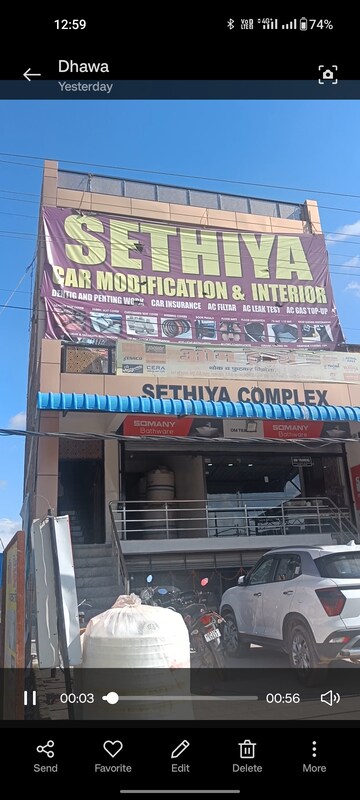 12:59
74%
Dhawa
Yesterday
SETHIYA
CAR MODIFICATION & INTERIOR
DENTIG AND PENTING WORK CAR INSURANCE AC FILTAR AC LEAK TEST AC GAS TOP-UP
CERA
SETHIYA COMPLEX
SOMANY
Bathware
SOMANY
Bathware
00:03
00:56
Send
Favorite
Edit
Delete
More